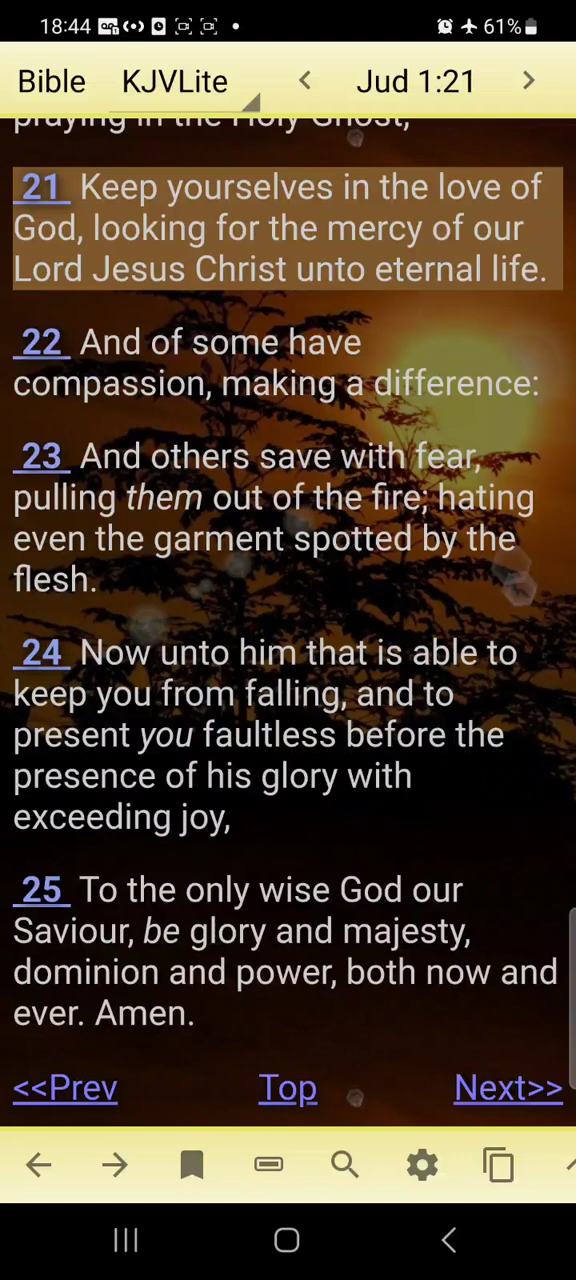 18:44 61%
Bible KJVLite < Jud 1:21 >
praying in the Holy Ghost,
21 Keep yourselves in the love of
God, looking for the mercy of our
Lord Jesus Christ unto eternal life.
22 And of some have
compassion, making a difference:
23 And others save with fear,
pulling them out of the fire; hating
even the garment spotted by the
flesh.
24 Now unto him that is able to
keep you from falling, and to
present you faultless before the
presence of his glory with
exceeding joy,
25 To the only wise God our
Saviour, be glory and majesty,
dominion and power, both now and
ever. Amen.
<<Prev Top Next>>